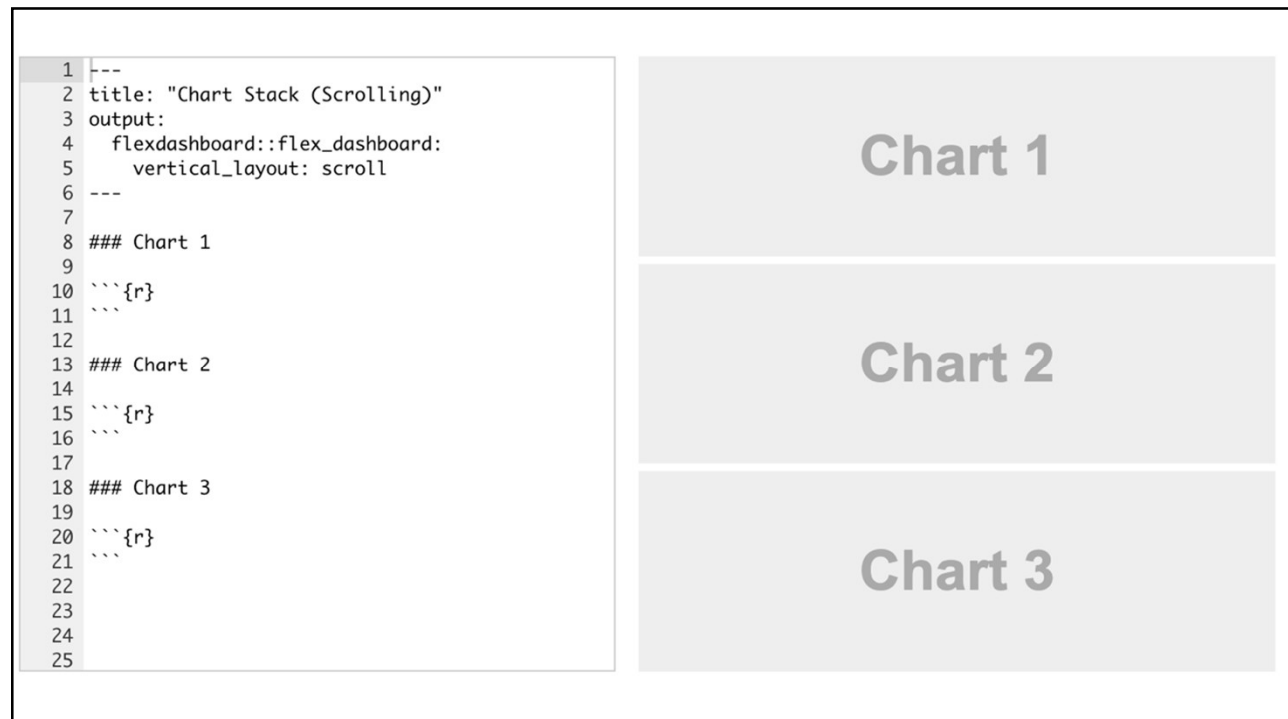 1 ---
2 title: "Chart Stack (Scrolling)"
3 output:
4   flexdashboard::flex_dashboard:
5     vertical_layout: scroll
6 ---
7
8 ### Chart 1
9
10 ```{r}
11 ```
12
13 ### Chart 2
14
15 ```{r}
16 ```
17
18 ### Chart 3
19
20 ```{r}
21 ```
22
23
24
25
Chart 1
Chart 2
Chart 3